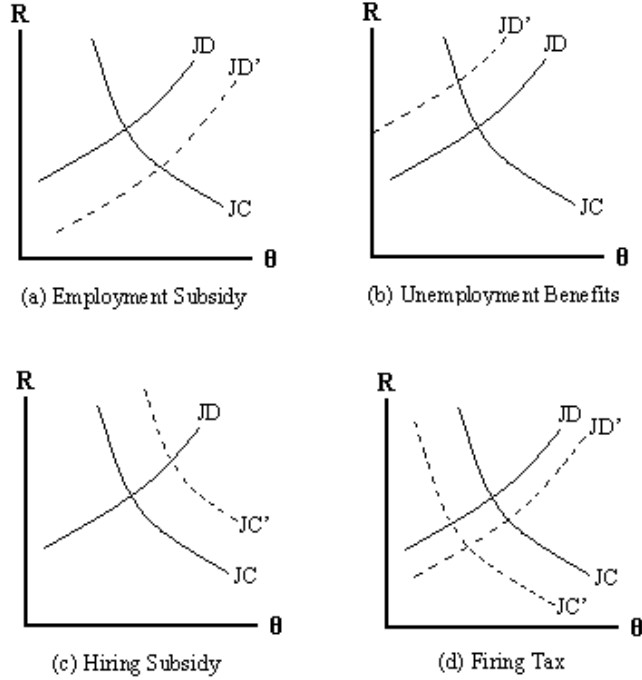 R
JD
JD’
JC
θ
(a) Employment Subsidy
R
JD’
JD
JC
θ
(b) Unemployment Benefits
R
JD
JC’
JC
θ
(c) Hiring Subsidy
R
JD
JD’
JC
JC’
θ
(d) Firing Tax